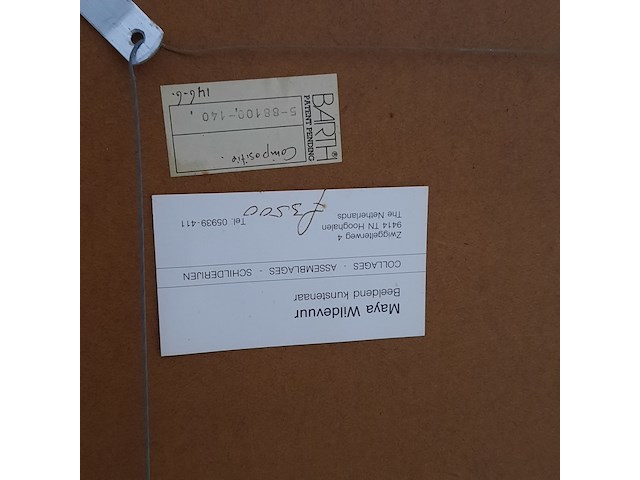 Maya Wildevuur
Beeldend kunstenaar
COLLAGES - ASSEMBLAGES - SCHILDERIJEN
Zwiggelterweg 4
9414 TN Hooghalen
The Netherlands
Tel. 05939-411
ƒ 3500
BARTH®
PATENT PENDING
Compositie.
5-88100-140,
146-6.